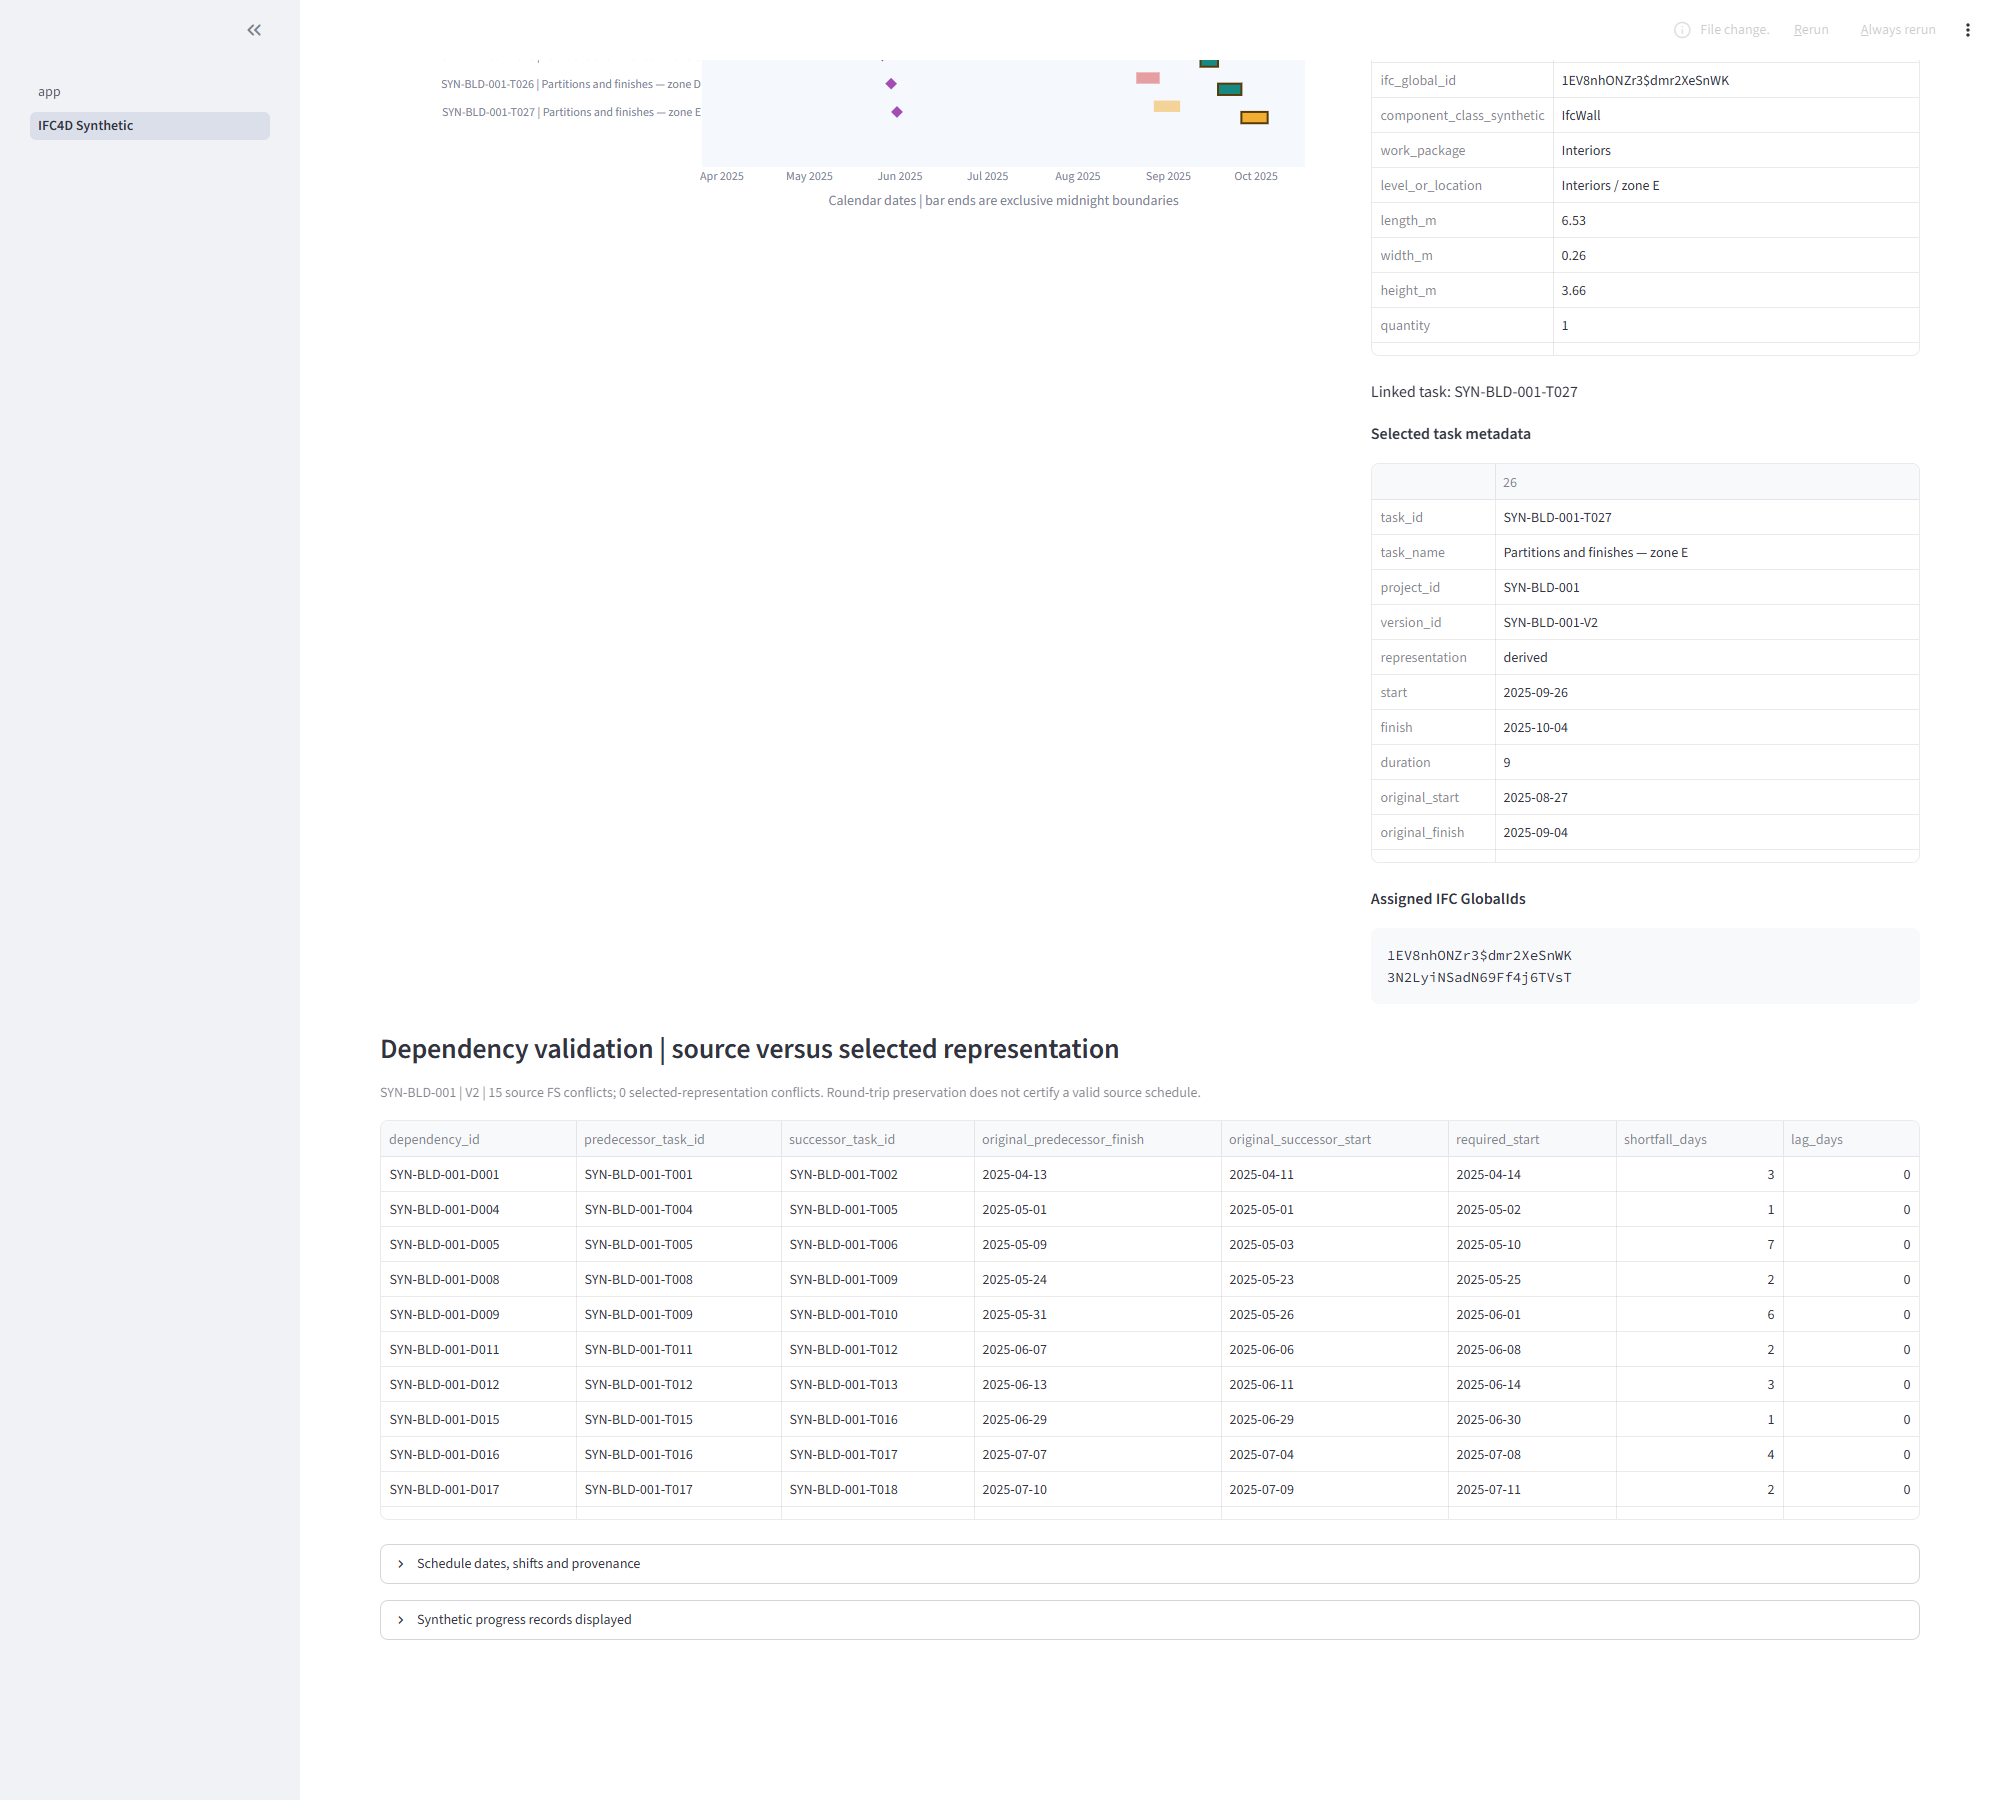 File change.
Rerun
Always rerun
app
IFC4D Synthetic
SYN-BLD-001-T026 | Partitions and finishes — zone D
SYN-BLD-001-T027 | Partitions and finishes — zone E
Apr 2025 May 2025 Jun 2025 Jul 2025 Aug 2025 Sep 2025 Oct 2025
Calendar dates | bar ends are exclusive midnight boundaries
ifc_global_id 1EV8nhONZr3$dmr2XeSnWK
component_class_synthetic IfcWall
work_package Interiors
level_or_location Interiors / zone E
length_m 6.53
width_m 0.26
height_m 3.66
quantity 1
Linked task: SYN-BLD-001-T027
Selected task metadata
26
task_id SYN-BLD-001-T027
task_name Partitions and finishes — zone E
project_id SYN-BLD-001
version_id SYN-BLD-001-V2
representation derived
start 2025-09-26
finish 2025-10-04
duration 9
original_start 2025-08-27
original_finish 2025-09-04
Assigned IFC GlobalIds
1EV8nhONZr3$dmr2XeSnWK
3N2LyiNSadN69Ff4j6TVsT
Dependency validation | source versus selected representation
SYN-BLD-001 | V2 | 15 source FS conflicts; 0 selected-representation conflicts. Round-trip preservation does not certify a valid source schedule.
dependency_id predecessor_task_id successor_task_id original_predecessor_finish original_successor_start required_start shortfall_days lag_days
SYN-BLD-001-D001 SYN-BLD-001-T001 SYN-BLD-001-T002 2025-04-13 2025-04-11 2025-04-14 3 0
SYN-BLD-001-D004 SYN-BLD-001-T004 SYN-BLD-001-T005 2025-05-01 2025-05-01 2025-05-02 1 0
SYN-BLD-001-D005 SYN-BLD-001-T005 SYN-BLD-001-T006 2025-05-09 2025-05-03 2025-05-10 7 0
SYN-BLD-001-D008 SYN-BLD-001-T008 SYN-BLD-001-T009 2025-05-24 2025-05-23 2025-05-25 2 0
SYN-BLD-001-D009 SYN-BLD-001-T009 SYN-BLD-001-T010 2025-05-31 2025-05-26 2025-06-01 6 0
SYN-BLD-001-D011 SYN-BLD-001-T011 SYN-BLD-001-T012 2025-06-07 2025-06-06 2025-06-08 2 0
SYN-BLD-001-D012 SYN-BLD-001-T012 SYN-BLD-001-T013 2025-06-13 2025-06-11 2025-06-14 3 0
SYN-BLD-001-D015 SYN-BLD-001-T015 SYN-BLD-001-T016 2025-06-29 2025-06-29 2025-06-30 1 0
SYN-BLD-001-D016 SYN-BLD-001-T016 SYN-BLD-001-T017 2025-07-07 2025-07-04 2025-07-08 4 0
SYN-BLD-001-D017 SYN-BLD-001-T017 SYN-BLD-001-T018 2025-07-10 2025-07-09 2025-07-11 2 0
Schedule dates, shifts and provenance
Synthetic progress records displayed